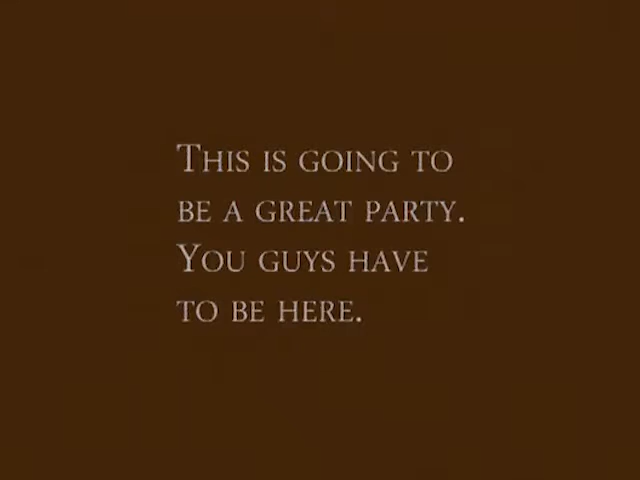 This is going to
be a great party.
You guys have
to be here.